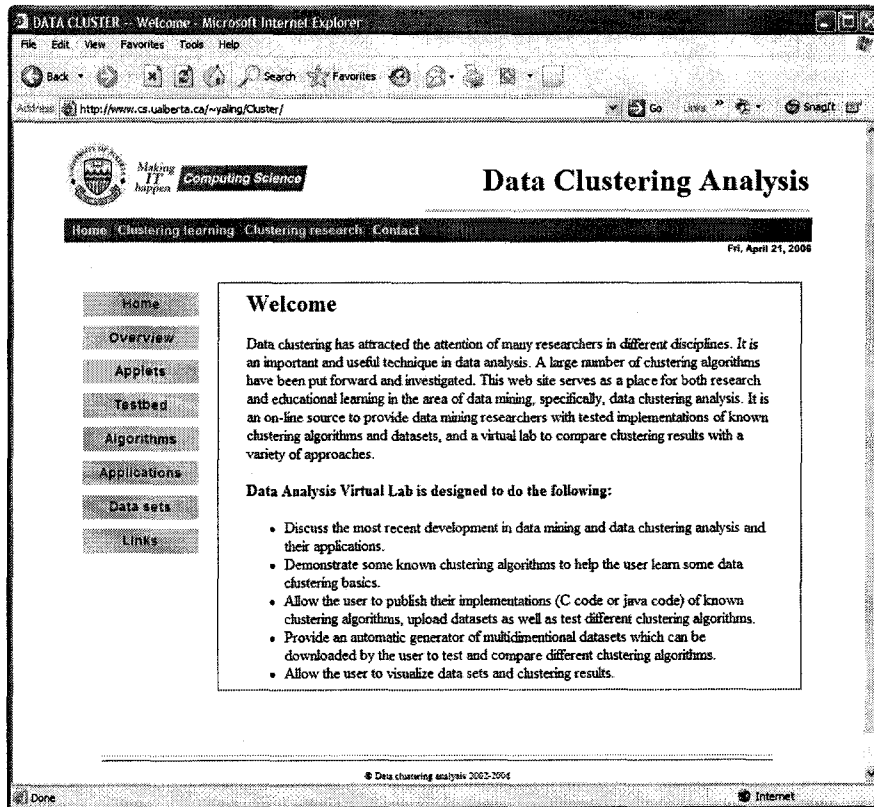 DATA CLUSTER -- Welcome - Microsoft Internet Explorer
File Edit View Favorites Tools Help
Back Search Favorites
Address http://www.cs.ualberta.ca/~yaling/Cluster/ Go Links » SnagIt
Making
IT
happen
Computing Science
Data Clustering Analysis
Home Clustering learning Clustering research Contact
Fri, April 21, 2006
Home
Overview
Applets
Testbed
Algorithms
Applications
Data sets
Links
Welcome
Data clustering has attracted the attention of many researchers in different disciplines. It is
an important and useful technique in data analysis. A large number of clustering algorithms
have been put forward and investigated. This web site serves as a place for both research
and educational learning in the area of data mining, specifically, data clustering analysis. It is
an on-line source to provide data mining researchers with tested implementations of known
clustering algorithms and datasets, and a virtual lab to compare clustering results with a
variety of approaches.
Data Analysis Virtual Lab is designed to do the following:
• Discuss the most recent development in data mining and data clustering analysis and
their applications.
• Demonstrate some known clustering algorithms to help the user learn some data
clustering basics.
• Allow the user to publish their implementations (C code or java code) of known
clustering algorithms, upload datasets as well as test different clustering algorithms.
• Provide an automatic generator of multidimentional datasets which can be
downloaded by the user to test and compare different clustering algorithms.
• Allow the user to visualize data sets and clustering results.
© Data clustering analysis 2002-2006
Done Internet